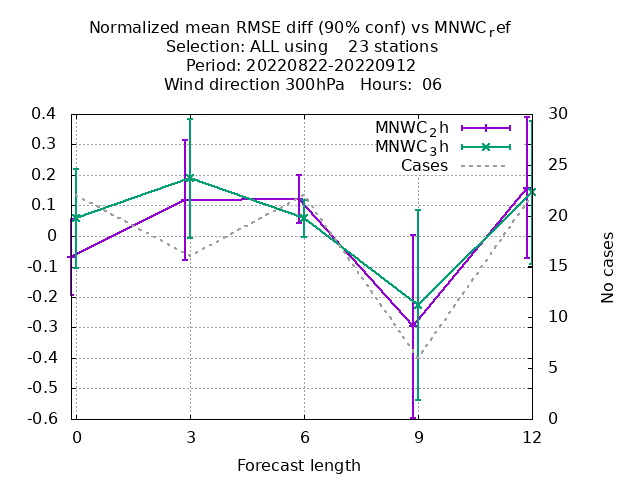 Normalized mean RMSE diff (90% conf) vs MNWC_ref
Selection: ALL using    23 stations
Period: 20220822-20220912
Wind direction 300hPa   Hours:  06
MNWC_2h
MNWC_3h
Cases
0.4
0.3
0.2
0.1
0
-0.1
-0.2
-0.3
-0.4
-0.5
-0.6
30
25
20
15
10
5
0
No cases
0
3
6
9
12
Forecast length